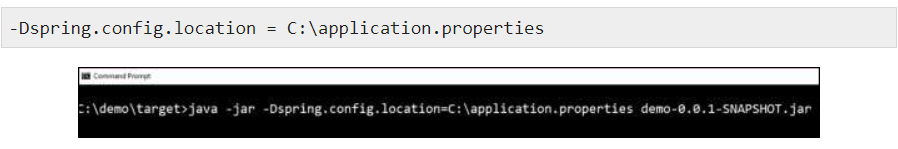 -Dspring.config.location = C:\application.properties
Command Prompt
C:\demo\target>java -jar -Dspring.config.location=C:\application.properties demo-0.0.1-SNAPSHOT.jar